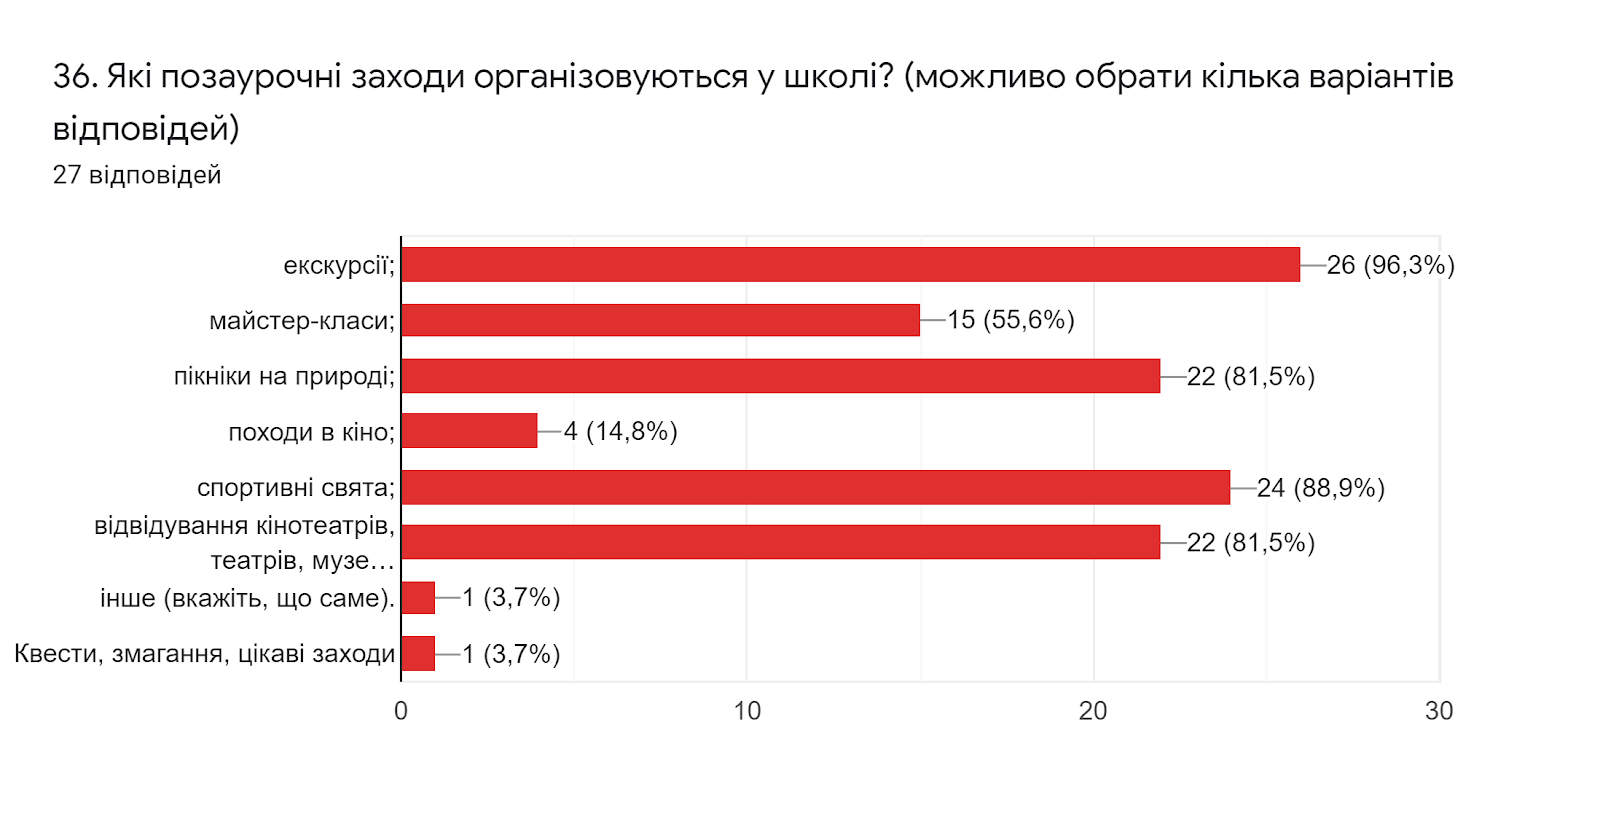 36. Які позаурочні заходи організовуються у школі? (можливо обрати кілька варіантів
відповідей)
27 відповідей
екскурсії;
26 (96,3%)
майстер-класи;
15 (55,6%)
пікніки на природі;
22 (81,5%)
походи в кіно;
4 (14,8%)
спортивні свята;
24 (88,9%)
відвідування кінотеатрів,
театрів, музе…
22 (81,5%)
інше (вкажіть, що саме).
1 (3,7%)
Квести, змагання, цікаві заходи
1 (3,7%)
0 10 20 30